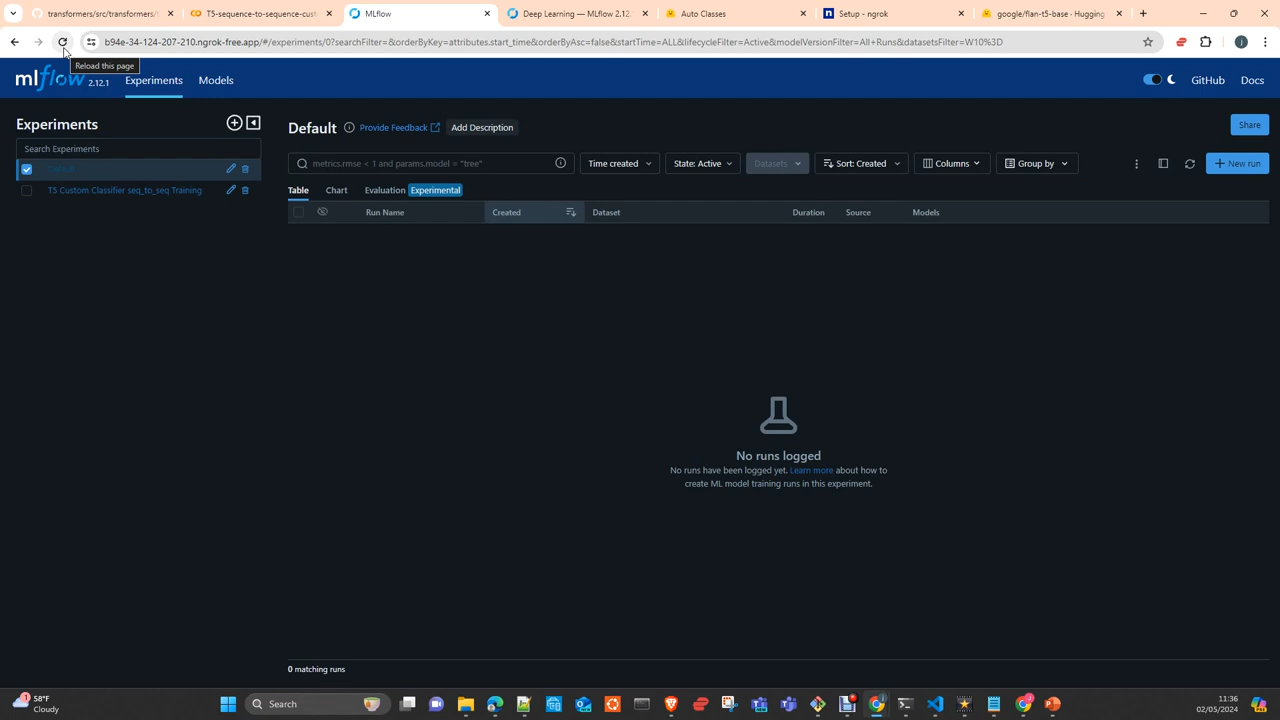 transformers/src/transformers/
T5-sequence-to-sequence-cust
MLflow
Deep Learning — MLflow 2.12.
Auto Classes
Setup - ngrok
google/flan-t5-base · Hugging
b94e-34-124-207-210.ngrok-free.app/#/experiments/0?searchFilter=&orderByKey=attributes.start_time&orderByAsc=false&startTime=ALL&lifecycleFilter=Active&modelVersionFilter=All+Runs&datasetsFilter=W10%3D
Reload this page
mlflow 2.12.1 Experiments Models GitHub Docs
Experiments
Search Experiments
Default
T5 Custom Classifier seq_to_seq Training
Default Provide Feedback Add Description Share
metrics.rmse < 1 and params.model = "tree" Time created State: Active Datasets Sort: Created Columns Group by New run
Table Chart Evaluation Experimental
Run Name Created Dataset Duration Source Models
No runs logged
No runs have been logged yet. Learn more about how to
create ML model training runs in this experiment.
0 matching runs
1
58°F
Cloudy
Search
11:36
02/05/2024